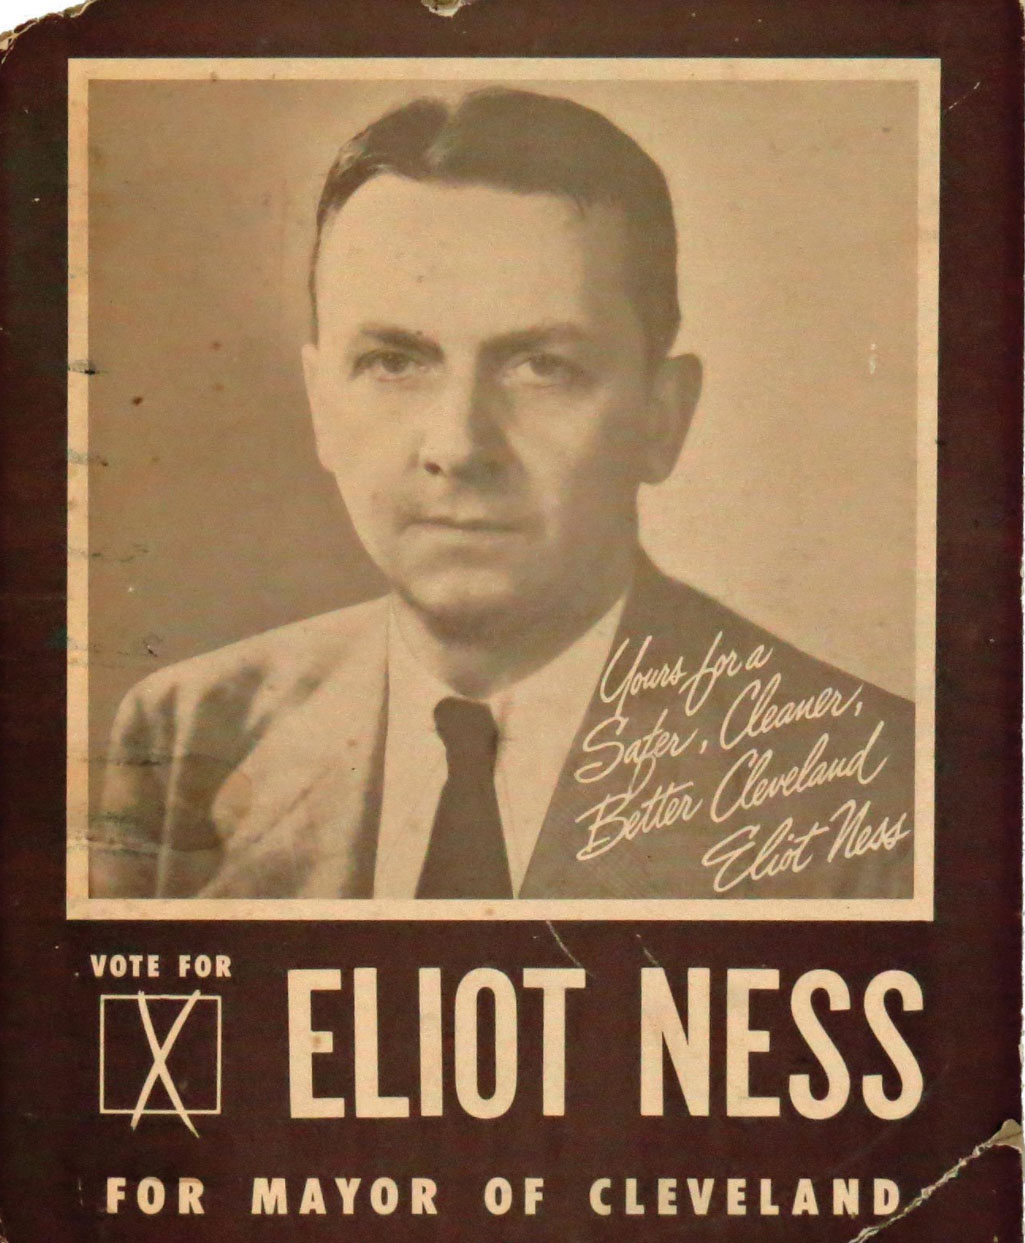 Yours for a
Safer, Cleaner,
Better Cleveland
Eliot Ness
VOTE FOR
X
ELIOT NESS
FOR MAYOR OF CLEVELAND